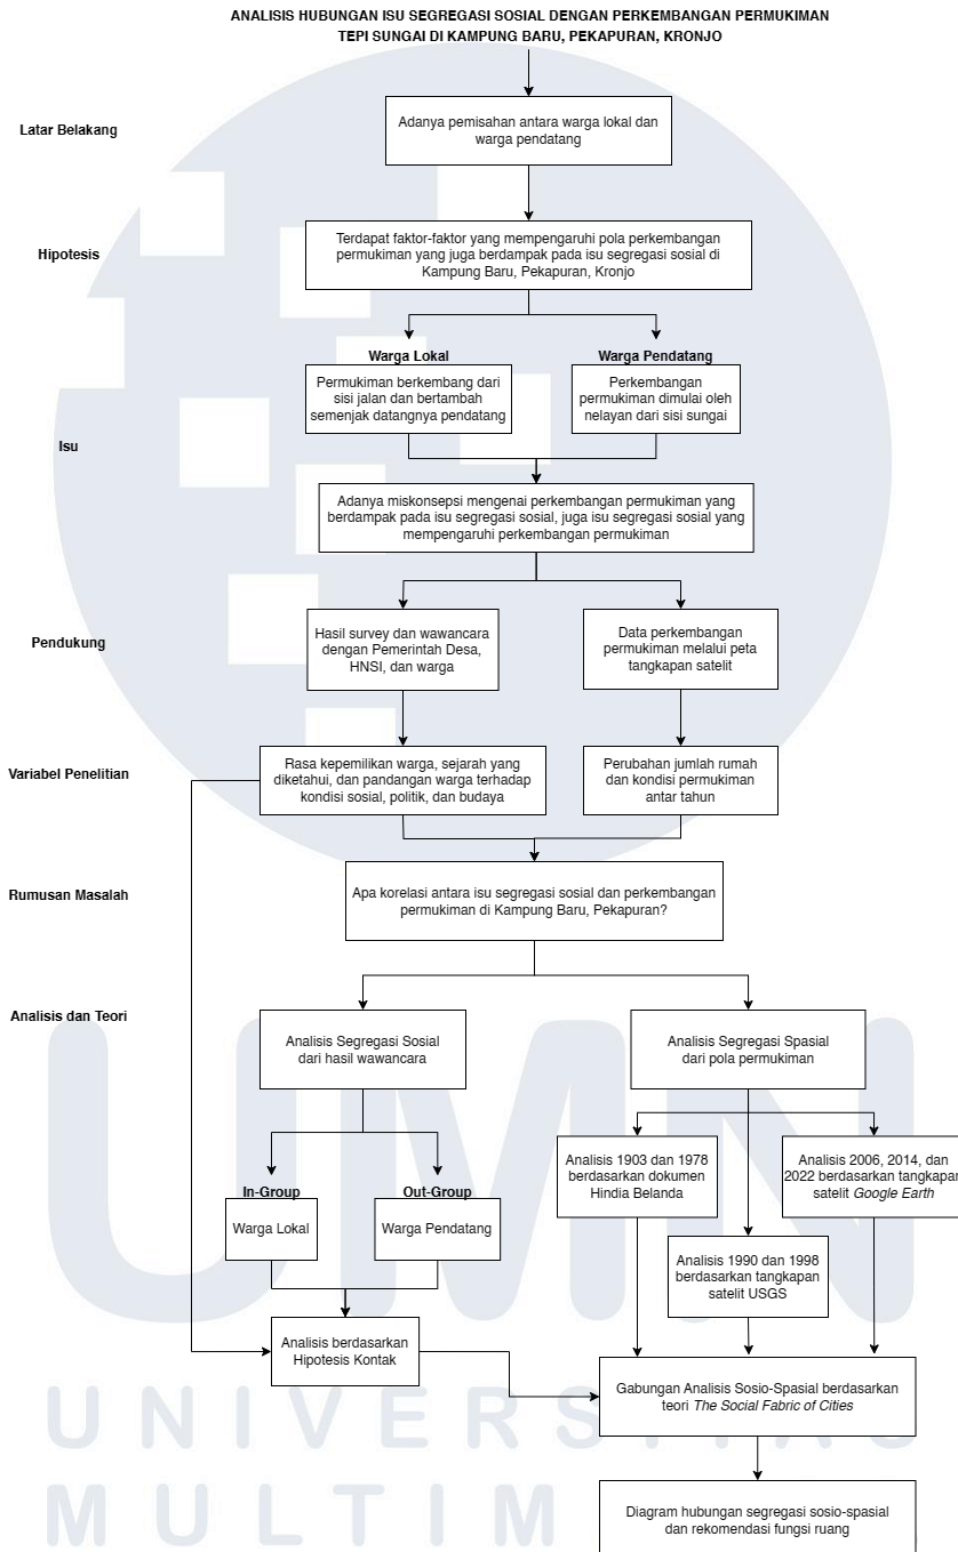 ANALISIS HUBUNGAN ISU SEGREGASI SOSIAL DENGAN PERKEMBANGAN PERMUKIMAN
TEPI SUNGAI DI KAMPUNG BARU, PEKAPURAN, KRONJO
Latar Belakang
Adanya pemisahan antara warga lokal dan
warga pendatang
Hipotesis
Terdapat faktor-faktor yang mempengaruhi pola perkembangan
permukiman yang juga berdampak pada isu segregasi sosial di
Kampung Baru, Pekapuran, Kronjo
Isu
Warga Lokal
Permukiman berkembang dari
sisi jalan dan bertambah
semenjak datangnya pendatang
Warga Pendatang
Perkembangan
permukiman dimulai oleh
nelayan dari sisi sungai
Adanya miskonsepsi mengenai perkembangan permukiman yang
berdampak pada isu segregasi sosial, juga isu segregasi sosial yang
mempengaruhi perkembangan permukiman
Pendukung
Hasil survey dan wawancara
dengan Pemerintah Desa,
HNSI, dan warga
Data perkembangan
permukiman melalui peta
tangkapan satelit
Variabel Penelitian
Rasa kepemilikan warga, sejarah yang
diketahui, dan pandangan warga terhadap
kondisi sosial, politik, dan budaya
Perubahan jumlah rumah
dan kondisi permukiman
antar tahun
Rumusan Masalah
Apa korelasi antara isu segregasi sosial dan perkembangan
permukiman di Kampung Baru, Pekapuran?
Analisis dan Teori
Analisis Segregasi Sosial
dari hasil wawancara
Analisis Segregasi Spasial
dari pola permukiman
In-Group
Warga Lokal
Out-Group
Warga Pendatang
Analisis 1903 dan 1978
berdasarkan dokumen
Hindia Belanda
Analisis 2006, 2014, dan
2022 berdasarkan tangkapan
satelit Google Earth
Analisis 1990 dan 1998
berdasarkan tangkapan
satelit USGS
Analisis berdasarkan
Hipotesis Kontak
Gabungan Analisis Sosio-Spasial berdasarkan
teori The Social Fabric of Cities
Diagram hubungan segregasi sosio-spasial
dan rekomendasi fungsi ruang
UMN
UNIVERSITAS
MULTIM